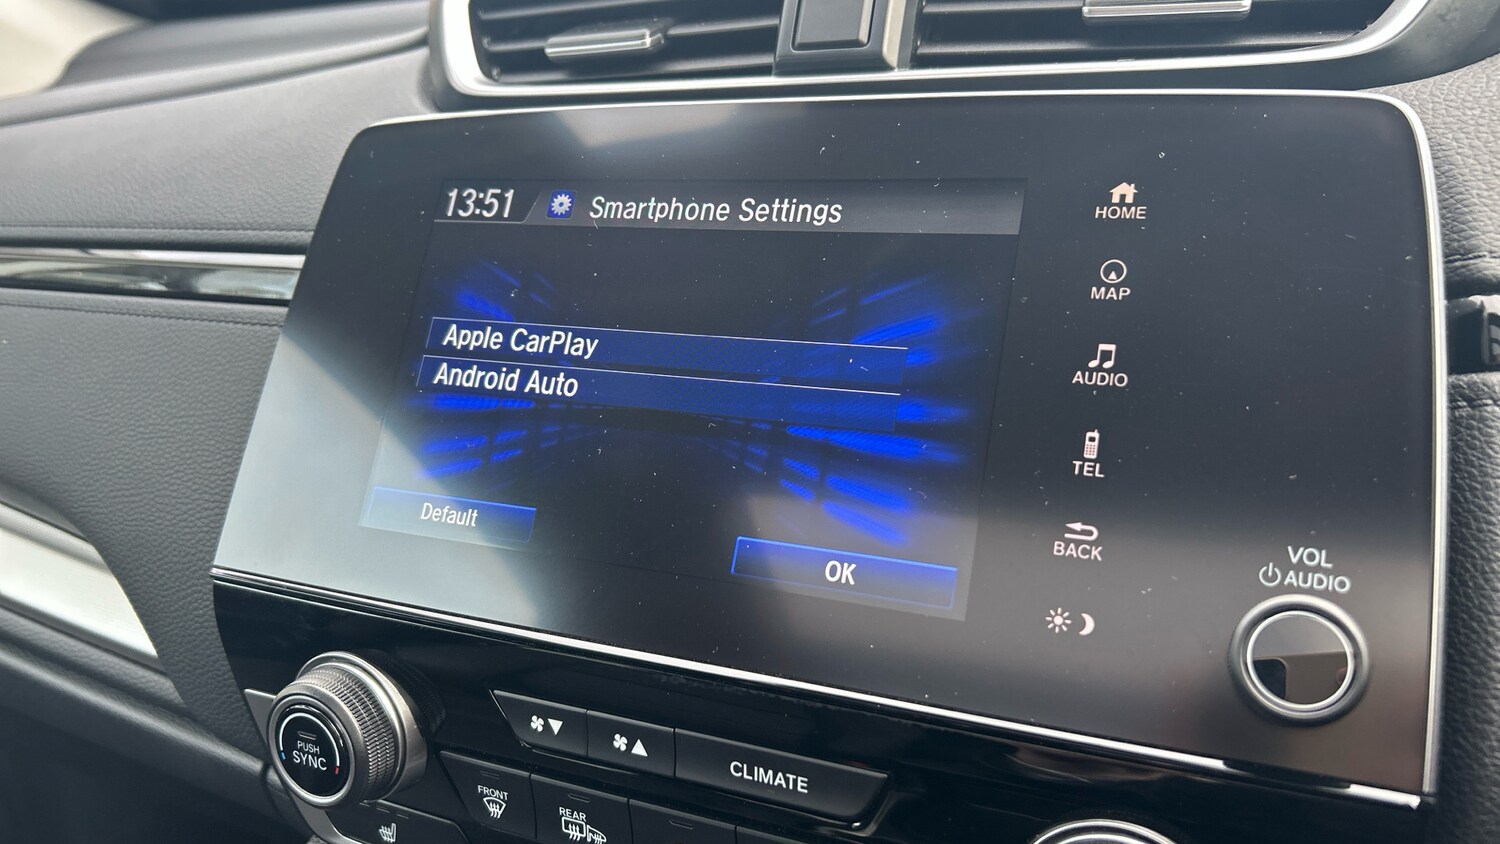 13:51 Smartphone Settings
Apple CarPlay
Android Auto
Default
OK
HOME
MAP
AUDIO
TEL
BACK
VOL
AUDIO
PUSH
SYNC
CLIMATE
FRONT
REAR